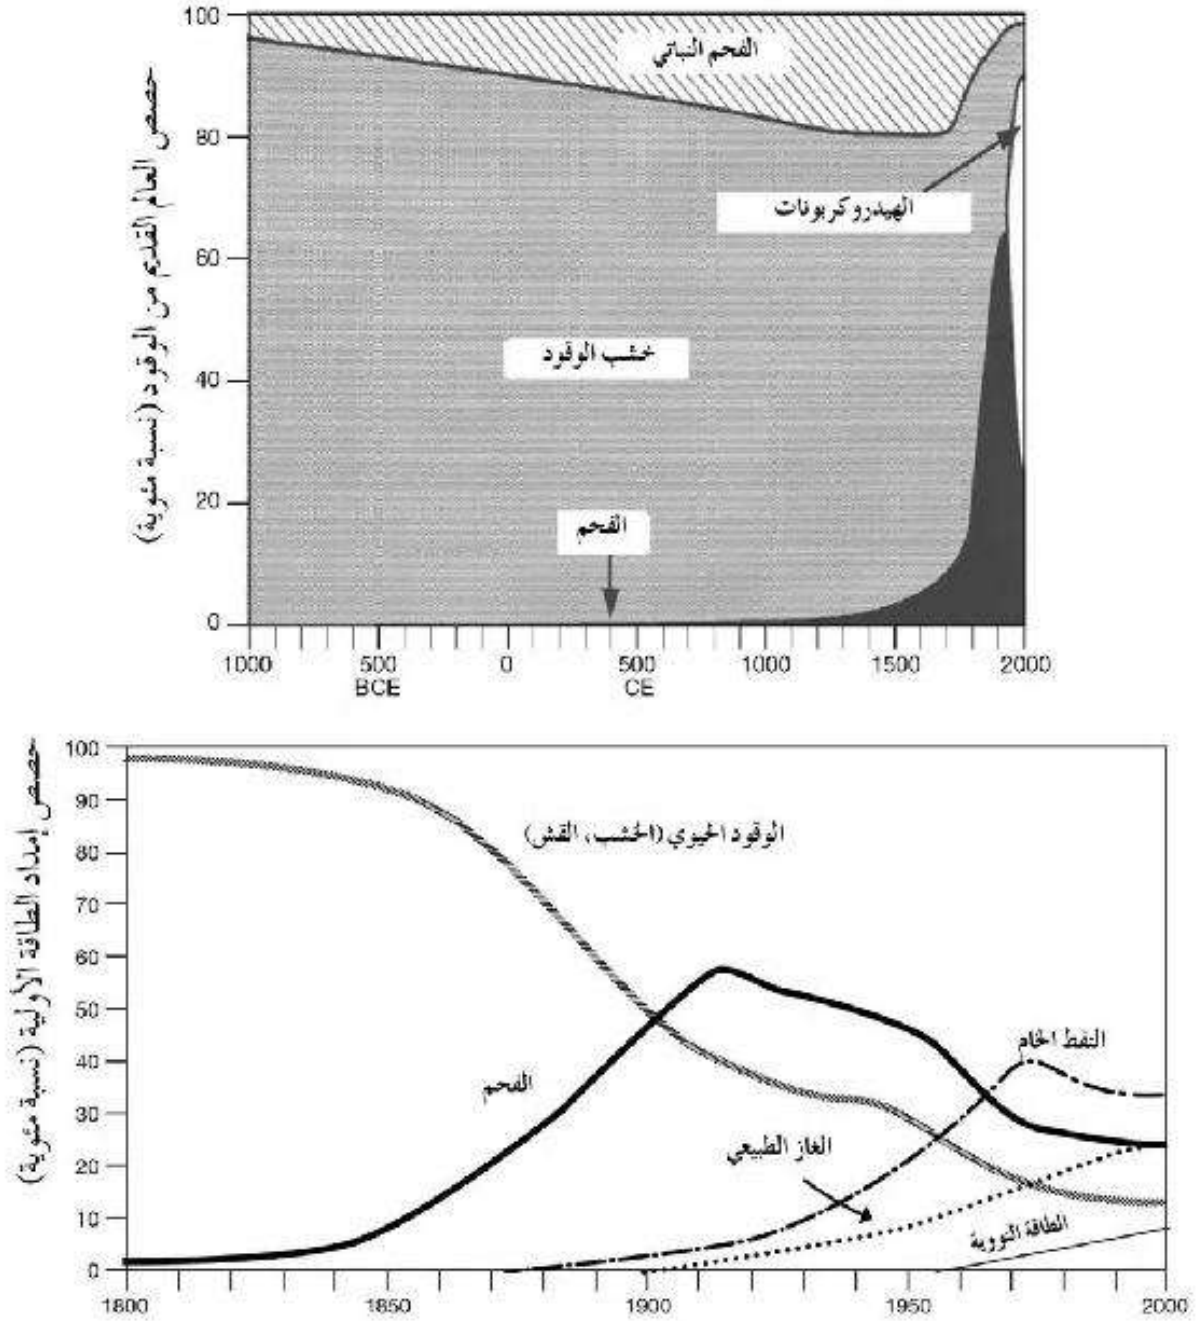 حصص العالم القديم من الوقود (نسبة مئوية)
100
80
60
40
20
0
الفحم النباتي
الهيدروكربونات
خشب الوقود
الفحم
1000 500 0 500 1000 1500 2000
BCE CE
حصص إمداد الطاقة الأولية (نسبة مئوية)
100
90
80
70
60
50
40
30
20
10
0
الوقود الحيوي (الخشب، القش)
النفط الخام
الفحم
الغاز الطبيعي
الطاقة النووية
1800 1850 1900 1950 2000